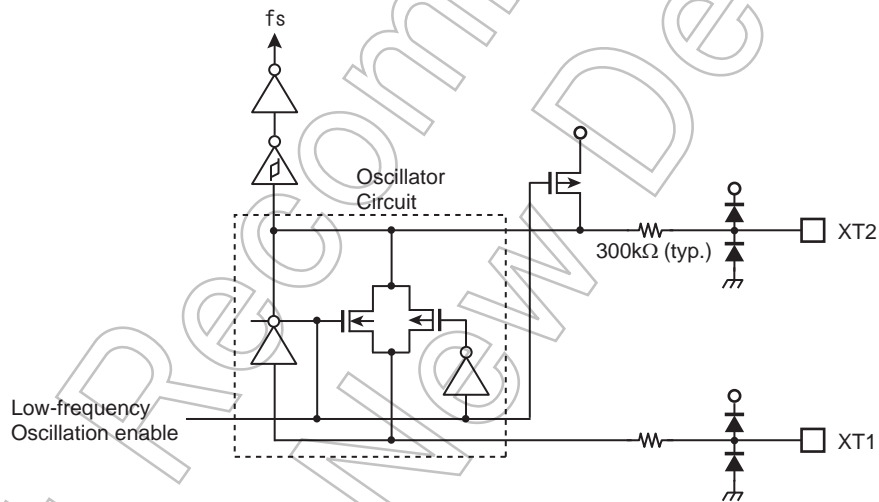 fs
Oscillator
Circuit
300kΩ (typ.)
XT2
Low-frequency
Oscillation enable
XT1